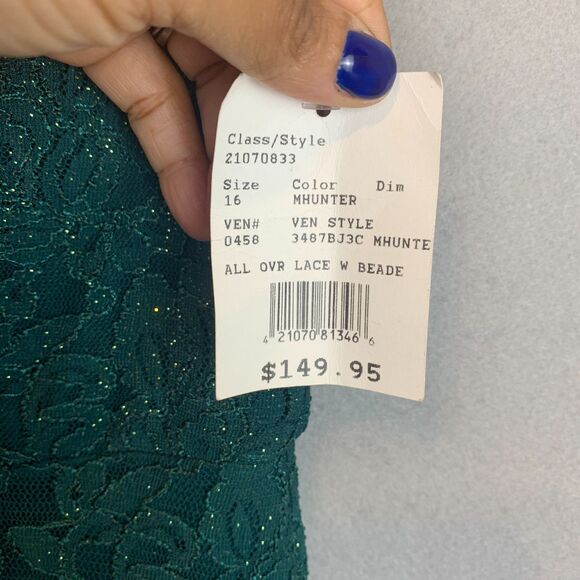 Class/Style
21070833
Size Color Dim
16 MHUNTER
VEN# VEN STYLE
0458 3487BJ3C MHUNTE
ALL OVR LACE W BEADE
4 21070 81346 6
$149.95